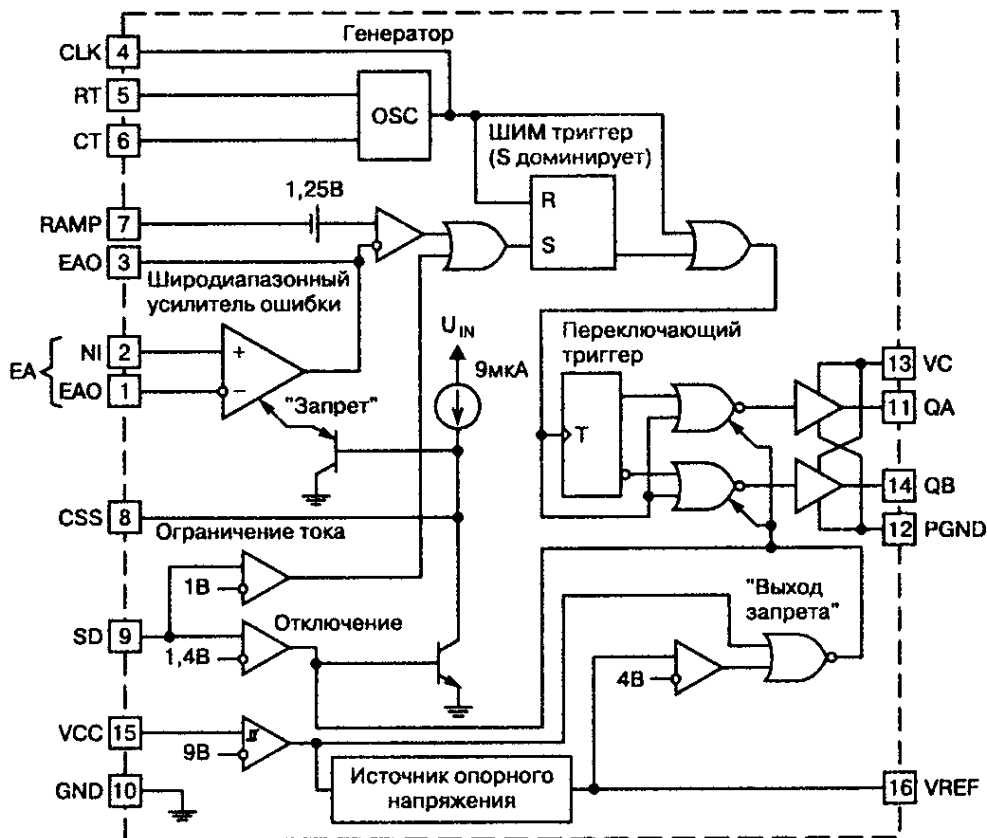 Генератор
CLK 4
RT 5
OSC
CT 6
ШИМ триггер
(S доминирует)
1,25В
R
RAMP 7
S
EAO 3
Широдиапазонный
усилитель ошибки
U IN
9мкА
Переключающий
триггер
EA
NI 2
+
EAO 1
−
13 VC
11 QA
"Запрет"
T
14 QB
CSS 8
12 PGND
Ограничение тока
1В
"Выход
запрета"
SD 9
Отключение
1,4В
4В
VCC 15
9В
Источник опорного
напряжения
GND 10
16 VREF